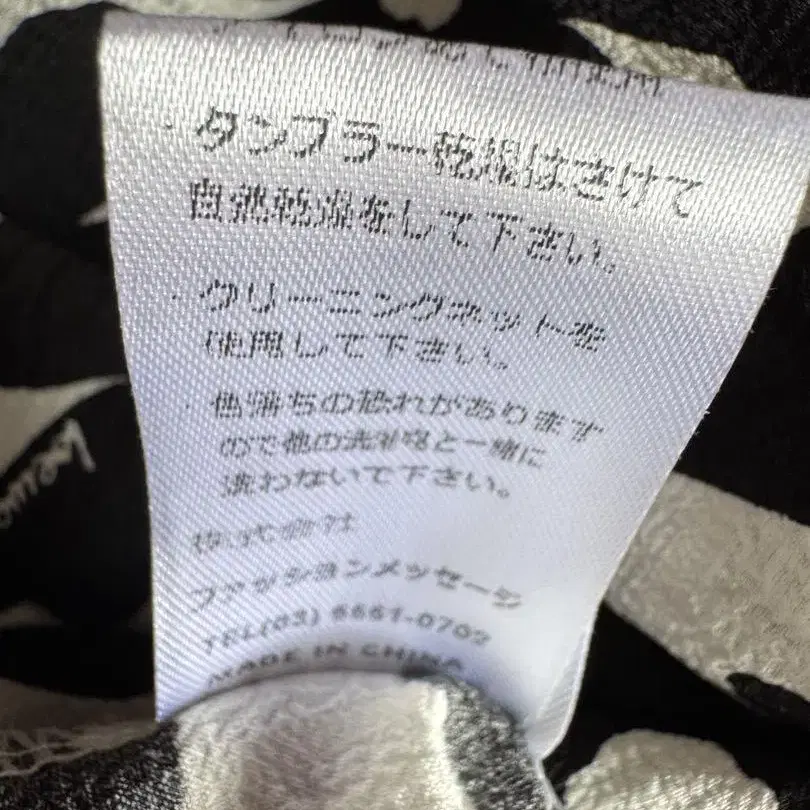 ・タンブラー乾燥はさけて
自然乾燥をして下さい。
・クリーニングネットを
使用して下さい。
・色落ちの恐れがあります
ので他の洗濯物と一緒に
洗わないで下さい。
株式会社
ファッションメッセージ
TEL(03) 6661-0702
MADE IN CHINA